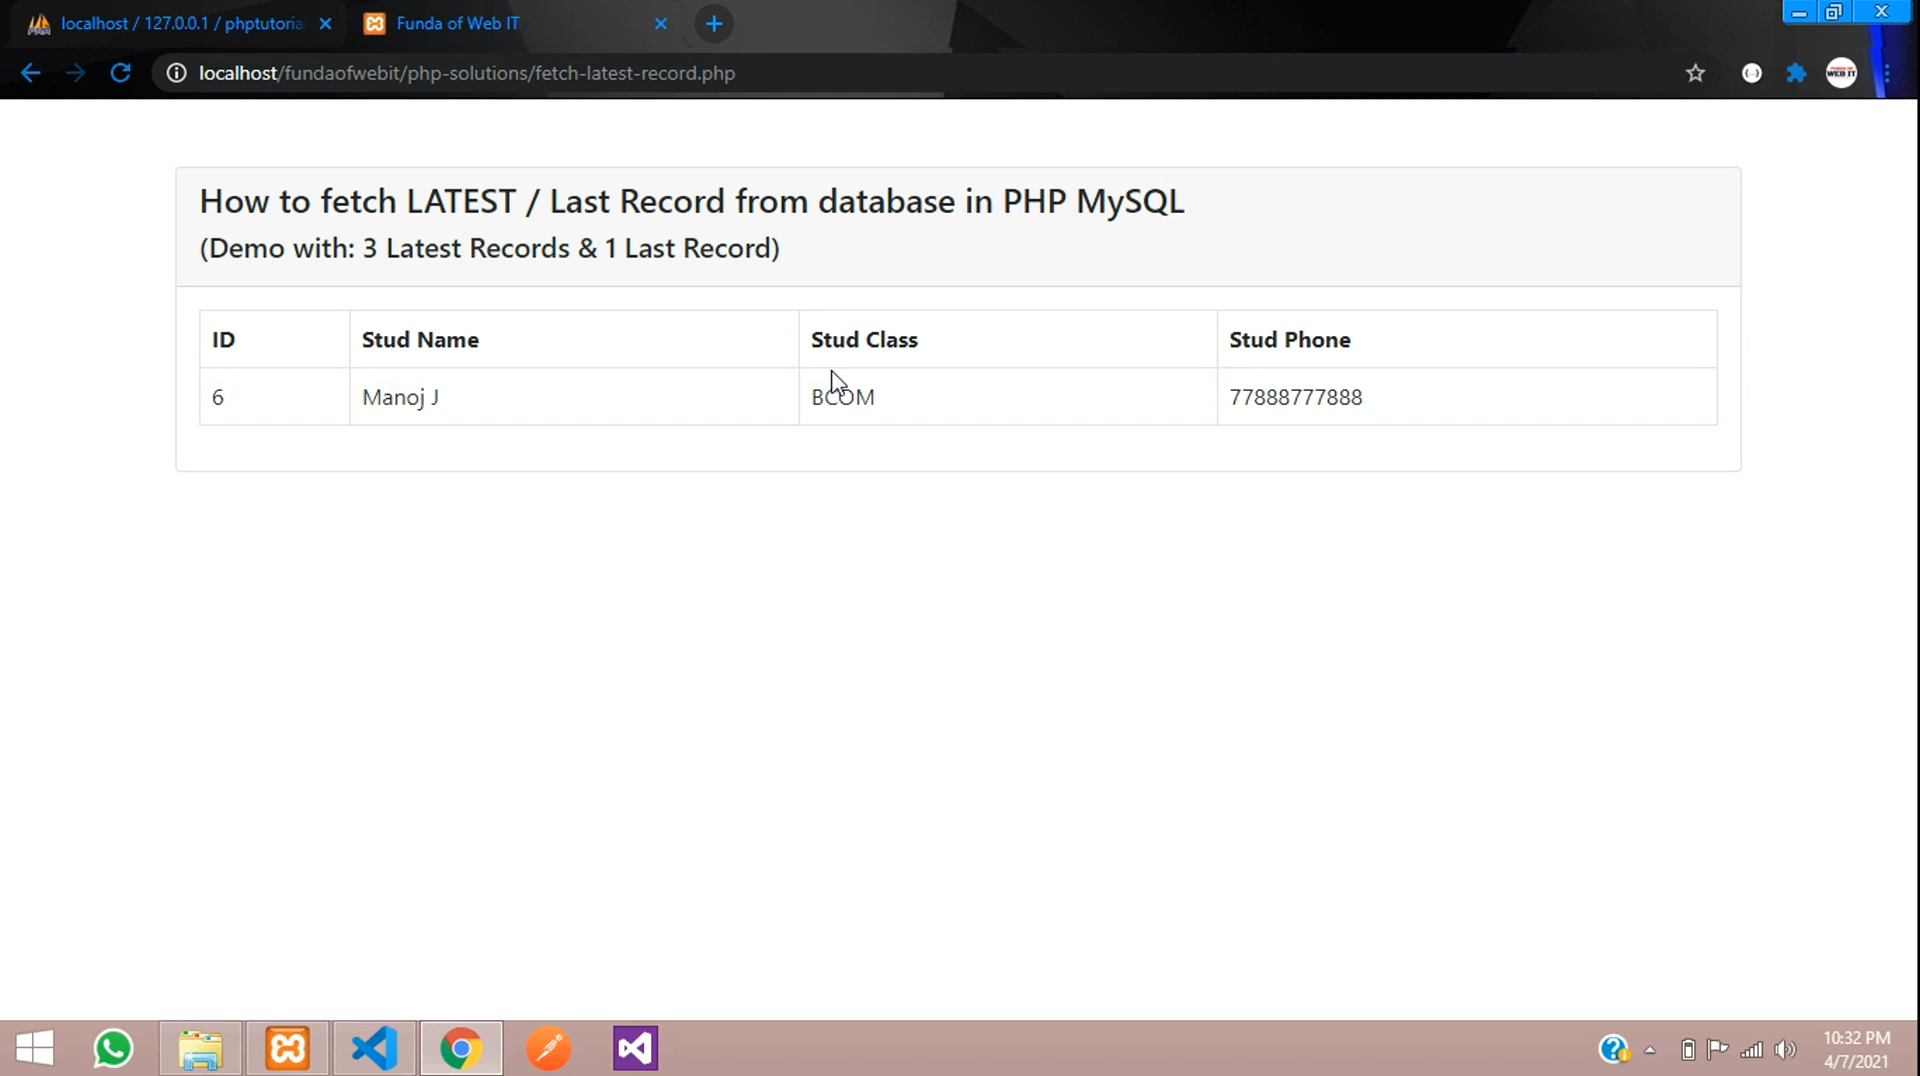 localhost / 127.0.0.1 / phptutoria
Funda of Web IT
localhost/fundaofwebit/php-solutions/fetch-latest-record.php
WEB IT
How to fetch LATEST / Last Record from database in PHP MySQL
(Demo with: 3 Latest Records & 1 Last Record)
ID Stud Name Stud Class Stud Phone
6 Manoj J BCOM 77888777888
10:32 PM
4/7/2021